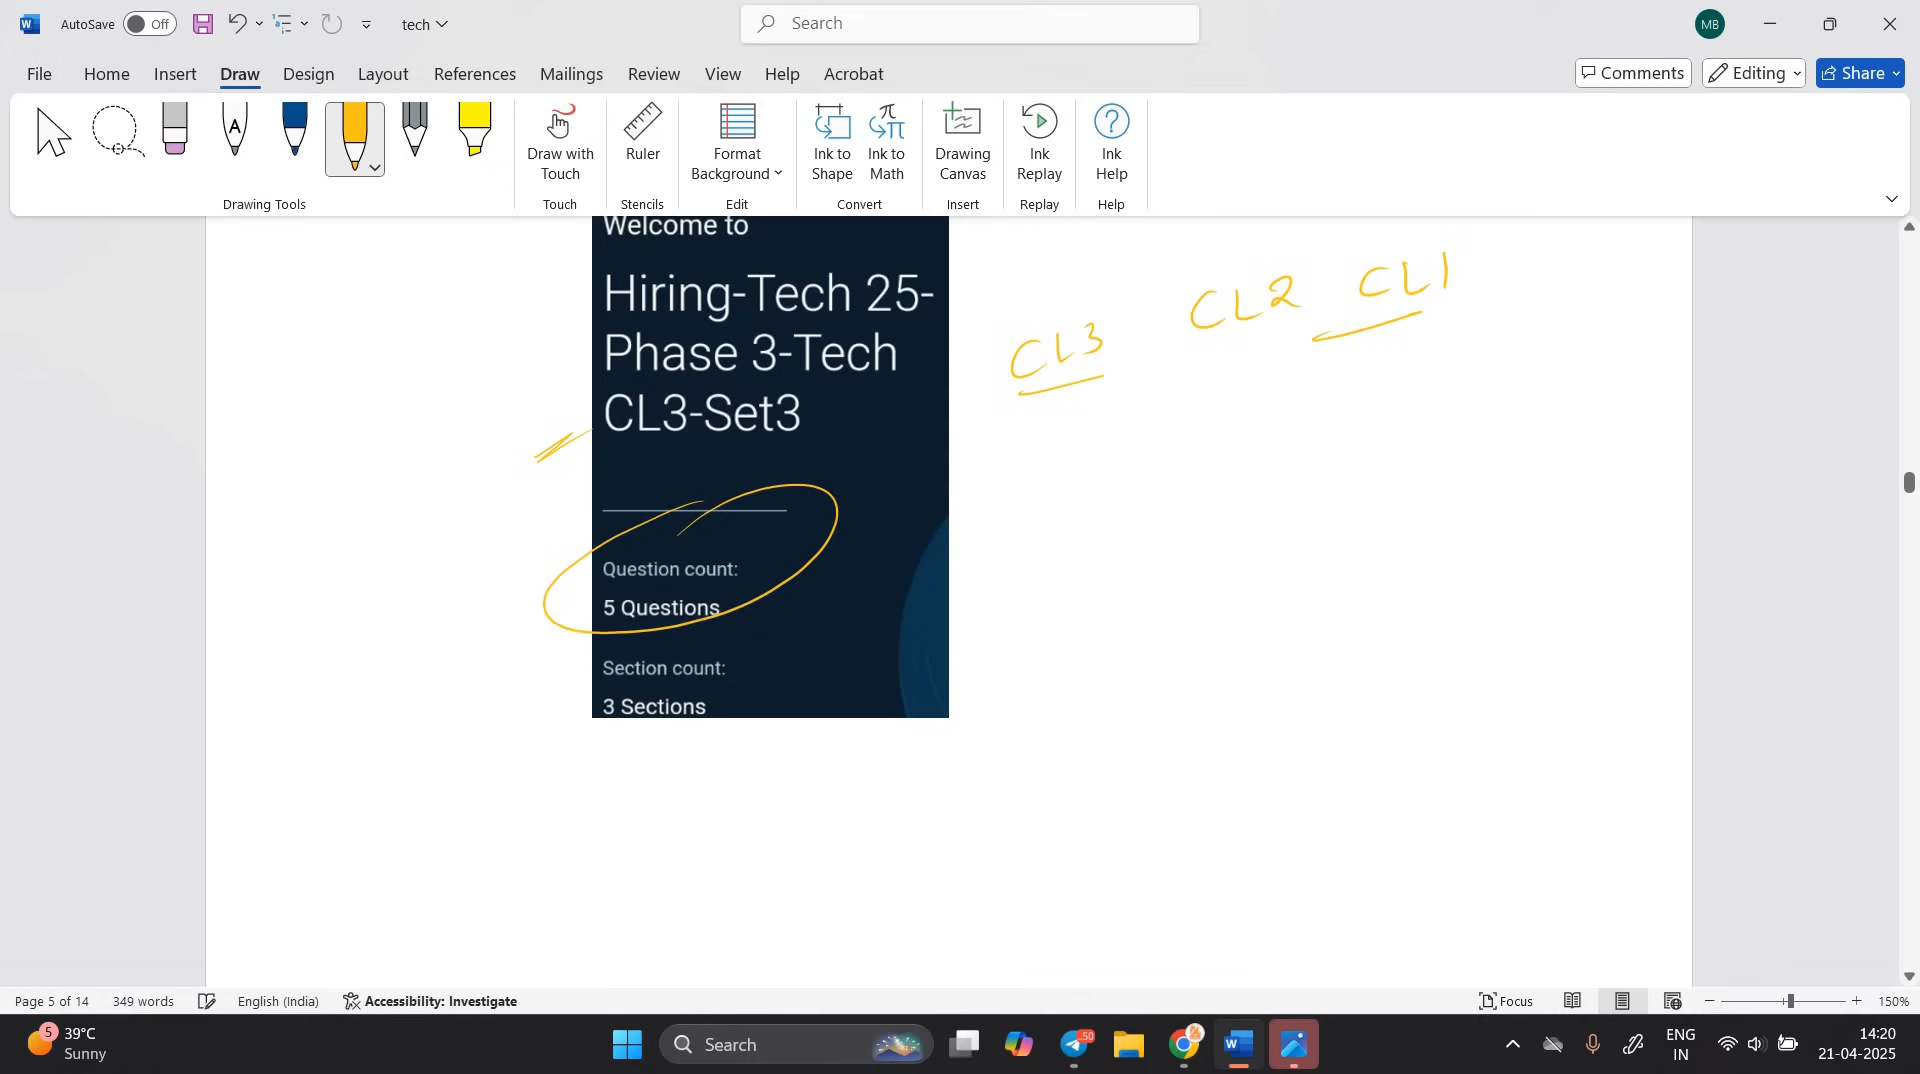 AutoSave Off tech Search MB
File Home Insert Draw Design Layout References Mailings Review View Help Acrobat Comments Editing Share
A
Draw with Touch
Ruler
Format Background
Ink to Shape
Ink to Math
Drawing Canvas
Ink Replay
Ink Help
Drawing Tools Touch Stencils Edit Convert Insert Replay Help
Welcome to
Hiring-Tech 25-
Phase 3-Tech
CL3-Set3
CL3 CL2 CL1
Question count:
5 Questions
Section count:
3 Sections
Page 5 of 14 349 words English (India) Accessibility: Investigate Focus 150%
5 39°C
Sunny
Search
50
ENG
IN
14:20
21-04-2025